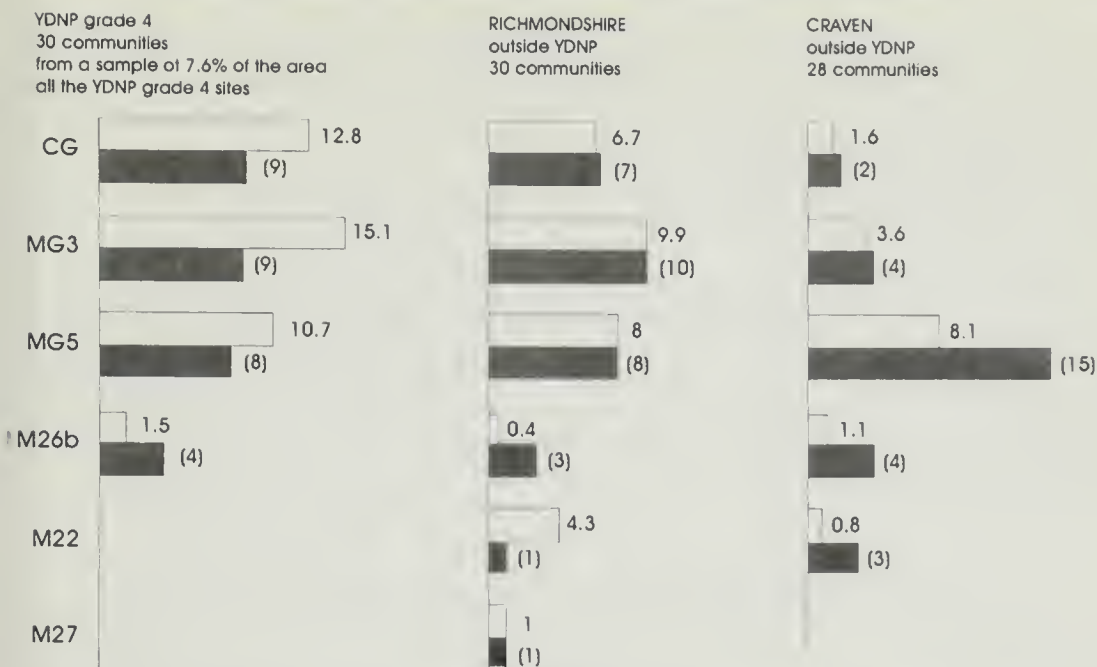 YDNP grade 4
30 communities
from a sample of 7.6% of the area
all the YDNP grade 4 sites
RICHMONDSHIRE
outside YDNP
30 communities
CRAVEN
outside YDNP
28 communities
CG
12.8
(9)
6.7
(7)
1.6
(2)
MG3
15.1
(9)
9.9
(10)
3.6
(4)
MG5
10.7
(8)
8
(8)
8.1
(15)
M26b
1.5
(4)
0.4
(3)
1.1
(4)
M22
4.3
(1)
0.8
(3)
M27
1
(1)